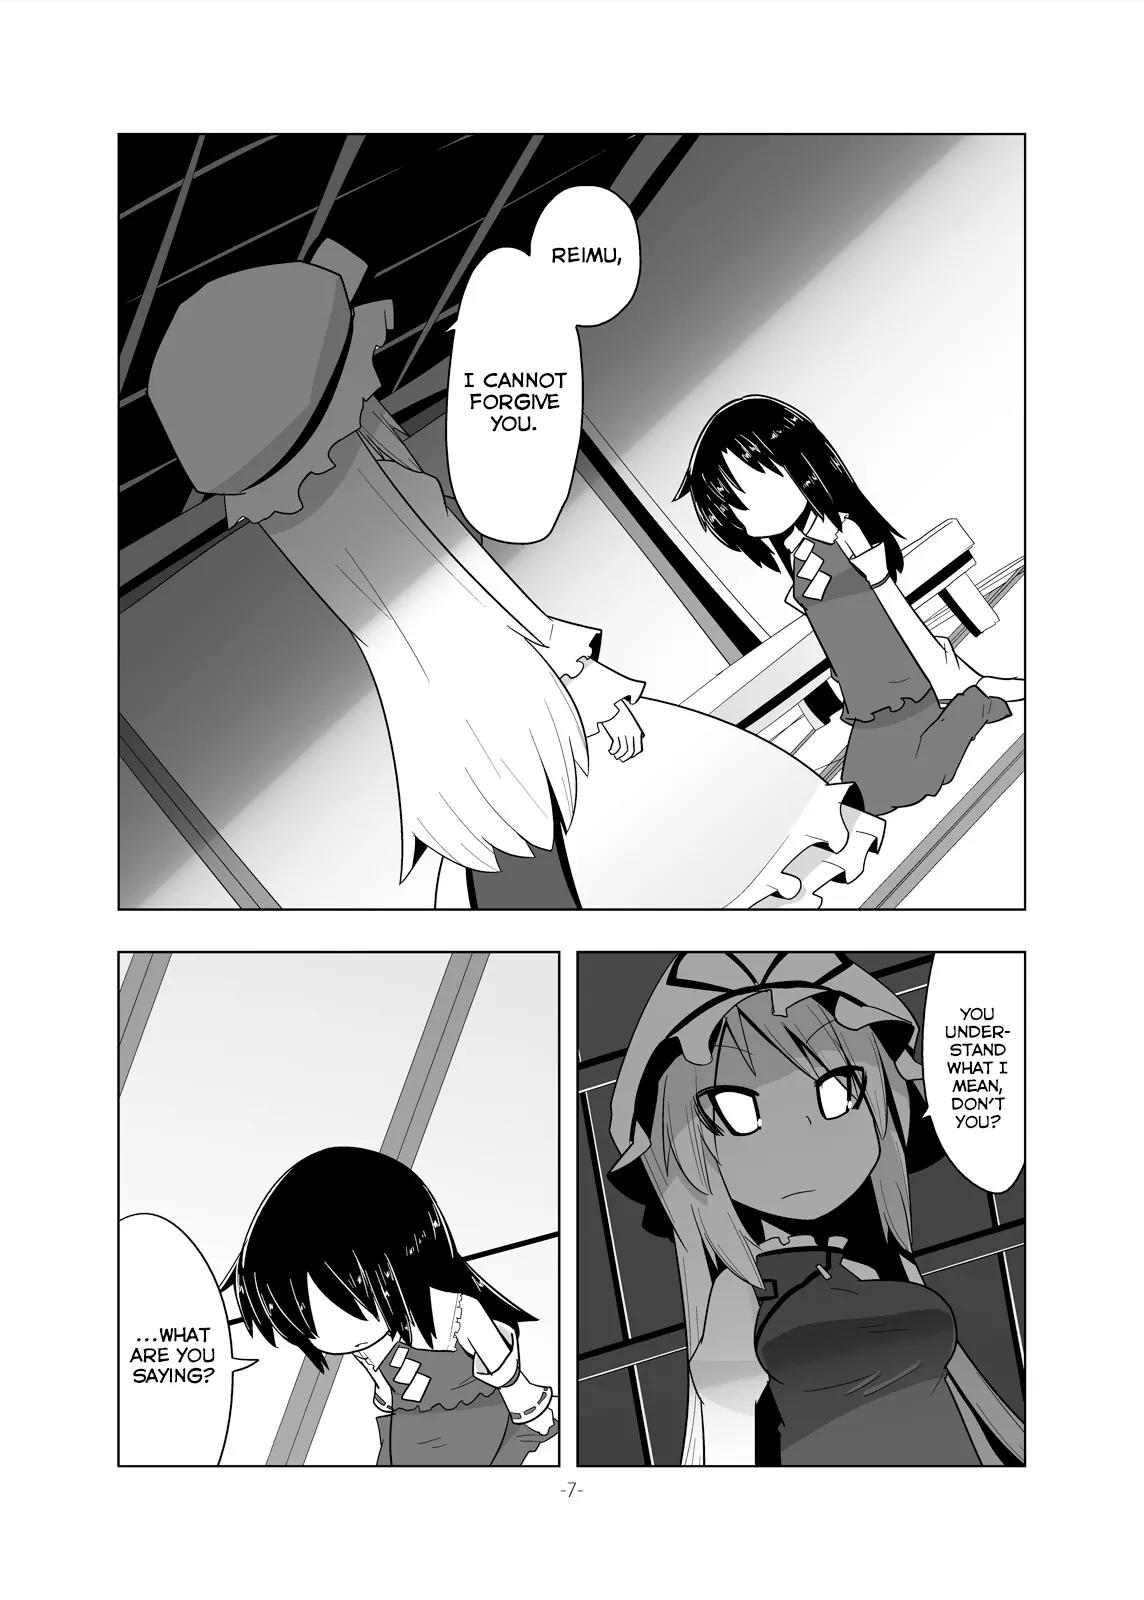 REIMU,
I CANNOT
FORGIVE
YOU.
YOU
UNDER-
STAND
WHAT I
MEAN,
DON'T
YOU?
...WHAT
ARE YOU
SAYING?
-7-